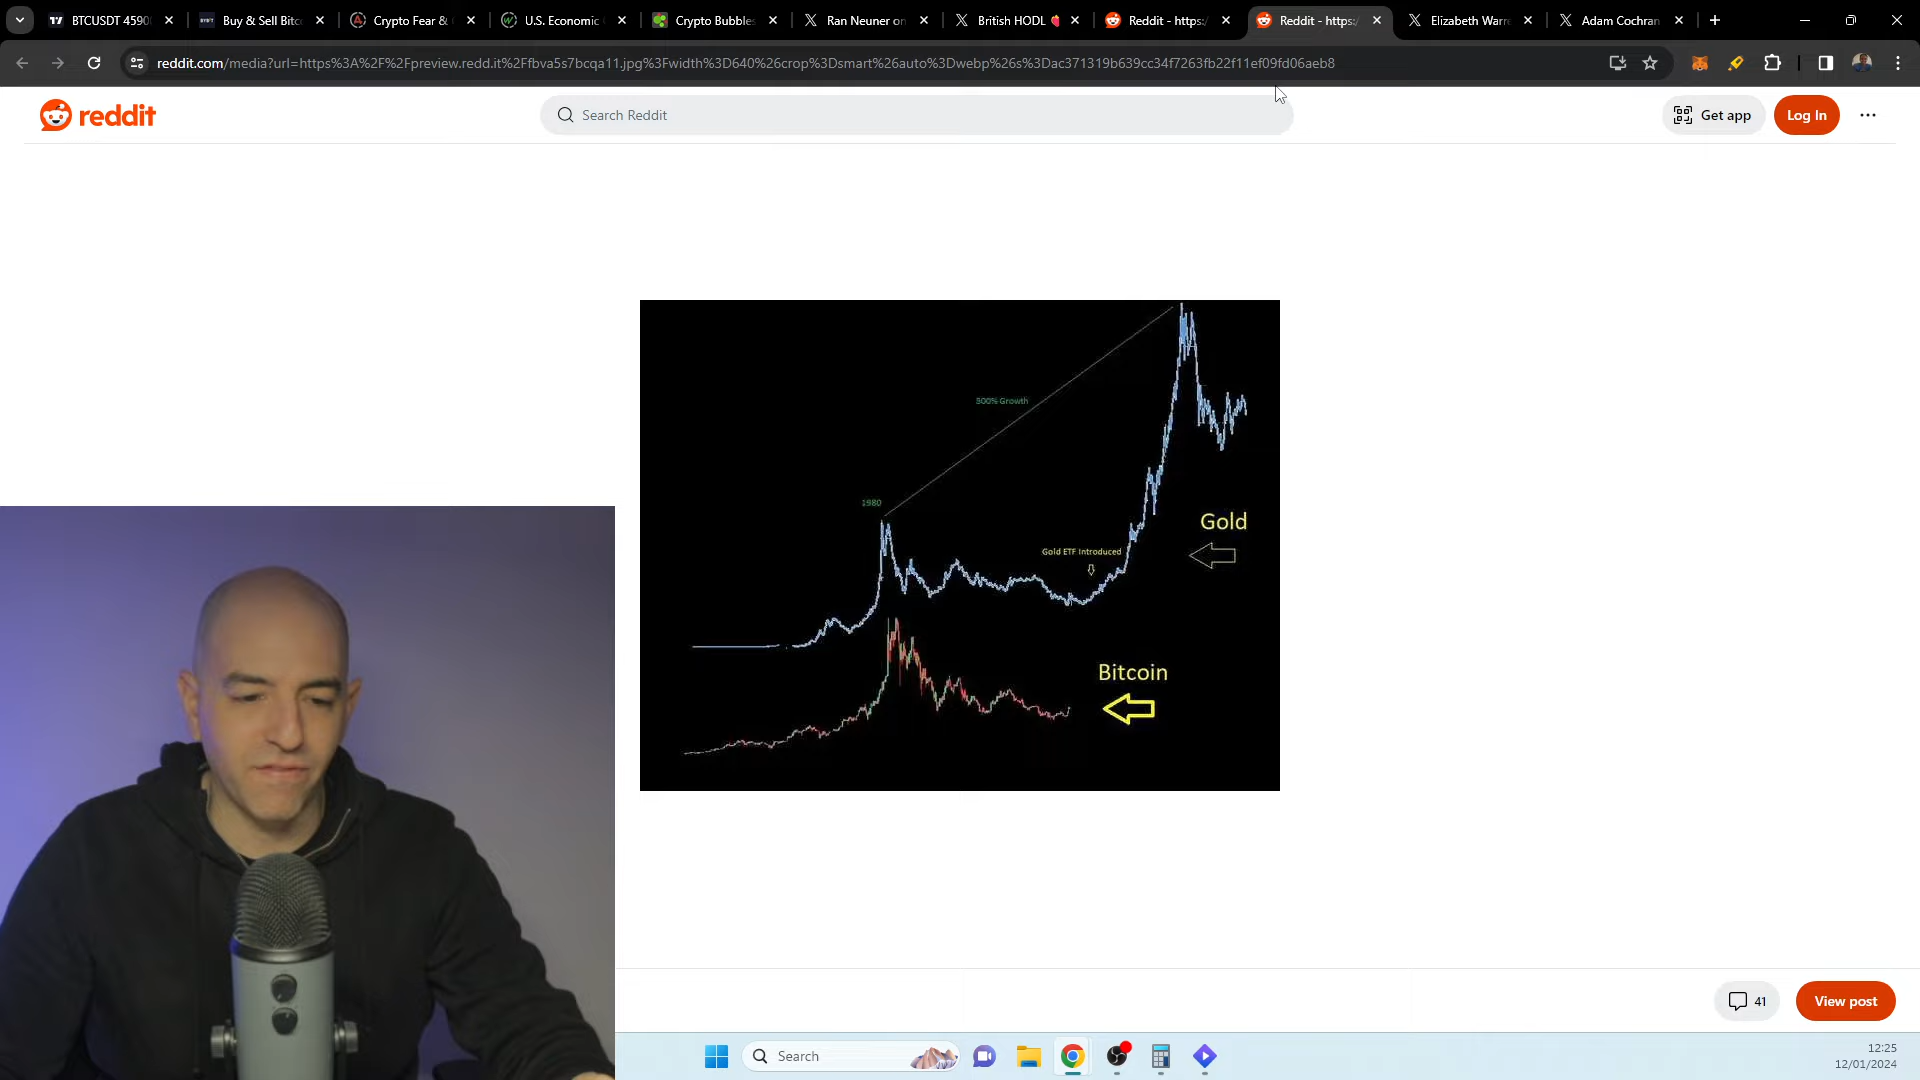 BTCUSDT 4590
Buy & Sell Bitc
Crypto Fear &
U.S. Economic
Crypto Bubbles
Ran Neuner on
British HODL
Reddit - https:/
Reddit - https:/
Elizabeth Warre
Adam Cochran
reddit.com/media?url=https%3A%2F%2Fpreview.redd.it%2Ffbva5s7bcqa11.jpg%3Fwidth%3D640%26crop%3Dsmart%26auto%3Dwebp%26s%3Dac371319b639cc34f7263fb22f11ef09fd06aeb8
reddit
Search Reddit
Get app
Log In
800% Growth
1980
Gold
Gold ETF Introduced
Bitcoin
41
View post
Search
12:25
12/01/2024